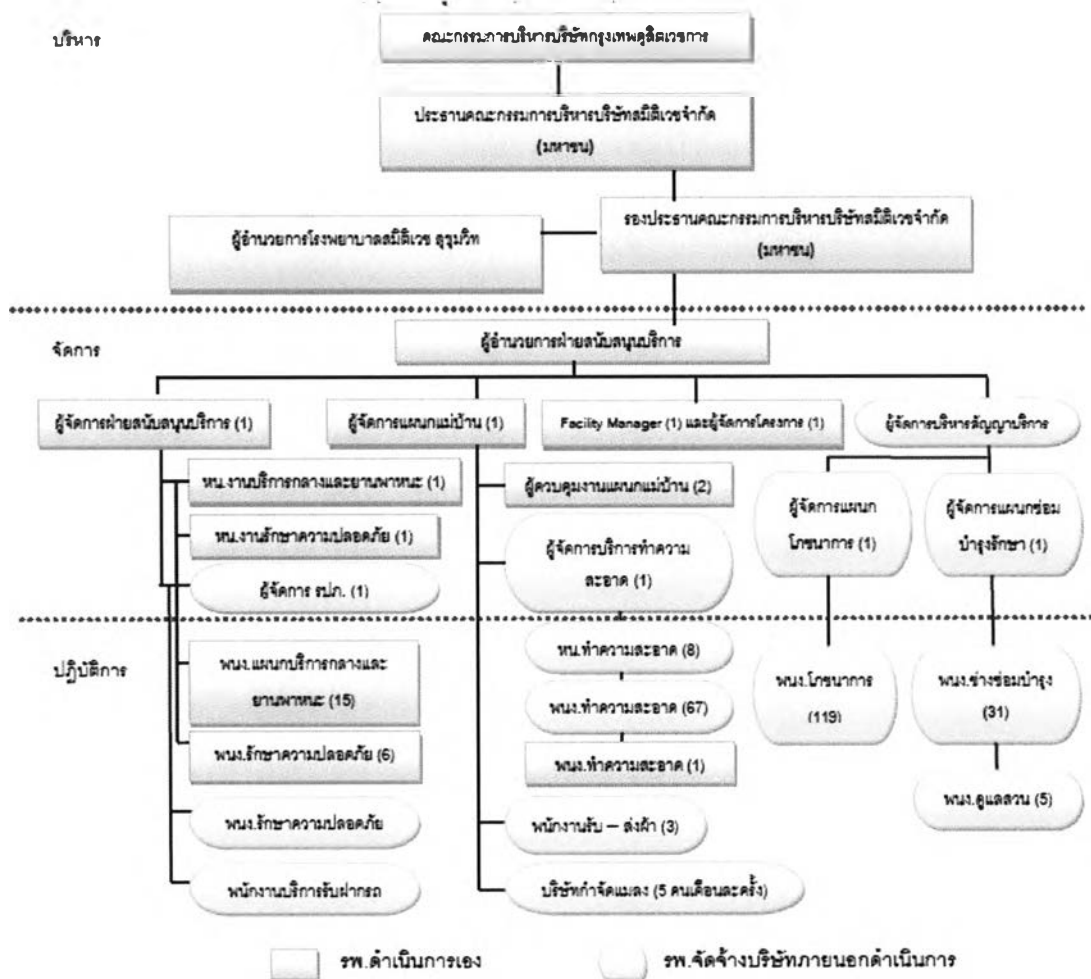 บริหาร
คณะกรรมการบริหารบริษัทกรุงเทพดุสิตเวชการ
ประธานคณะกรรมการบริหารบริษัทสมิติเวชจำกัด
(มหาชน)
รองประธานคณะกรรมการบริหารบริษัทสมิติเวชจำกัด
(มหาชน)
ผู้อำนวยการโรงพยาบาลสมิติเวช สุขุมวิท
จัดการ
ผู้อำนวยการฝ่ายสนับสนุนบริการ
ผู้จัดการฝ่ายสนับสนุนบริการ (1)
ผู้จัดการแผนกแม่บ้าน (1)
Facility Manager (1) และผู้จัดการโครงการ (1)
ผู้จัดการบริหารสัญญาบริการ
หน.งานบริการกลางและยานพาหนะ (1)
หน.งานรักษาความปลอดภัย (1)
ผู้จัดการ รปภ. (1)
ผู้ควบคุมงานแผนกแม่บ้าน (2)
ผู้จัดการบริการทำความ
สะอาด (1)
ผู้จัดการแผนก
โภชนาการ (1)
ผู้จัดการแผนกซ่อม
บำรุงรักษา (1)
ปฏิบัติการ
พนง.แผนกบริการกลางและ
ยานพาหนะ (15)
พนง.รักษาความปลอดภัย (6)
พนง.รักษาความปลอดภัย
พนักงานบริการรับฝากรถ
หน.ทำความสะอาด (8)
พนง.ทำความสะอาด (67)
พนง.ทำความสะอาด (1)
พนักงานรับ – ส่งผ้า (3)
บริษัทกำจัดแมลง (5 คนเดือนละครั้ง)
พนง.โภชนาการ
(119)
พนง.ช่างซ่อมบำรุง
(31)
พนง.ดูแลสวน (5)
รพ.ดำเนินการเอง
รพ.จัดจ้างบริษัทภายนอกดำเนินการ